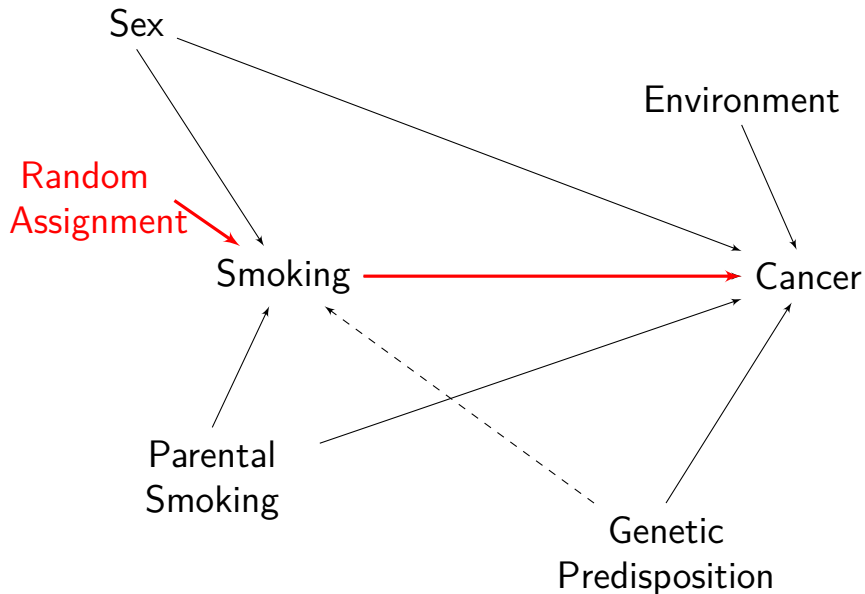 Sex
Environment
Random
Assignment
Smoking
Cancer
Parental
Smoking
Genetic
Predisposition